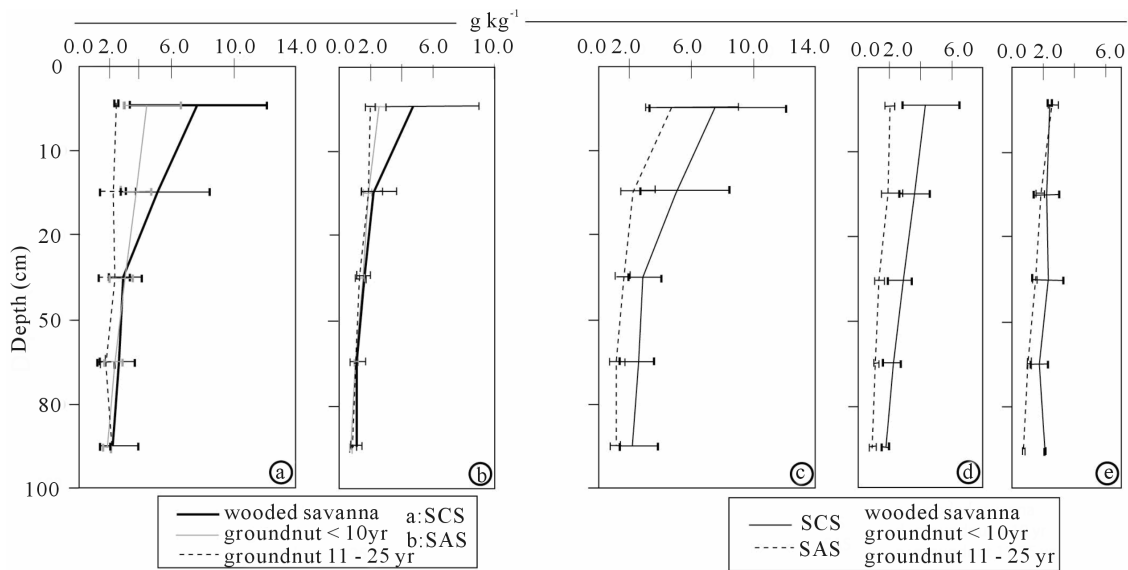 g kg-1
0.0 2.0 6.0 10.0 14.0
0.0 2.0 6.0 10.0
0.0 2.0 6.0 10.0 14.0
0.0 2.0 6.0
0.0 2.0 6.0
0
10
20
50
80
100
Depth (cm)
a
b
c
d
e
wooded savanna a:SCS
groundnut < 10yr b:SAS
groundnut 11 - 25 yr
SCS wooded savanna
SAS groundnut < 10yr
groundnut 11 - 25 yr